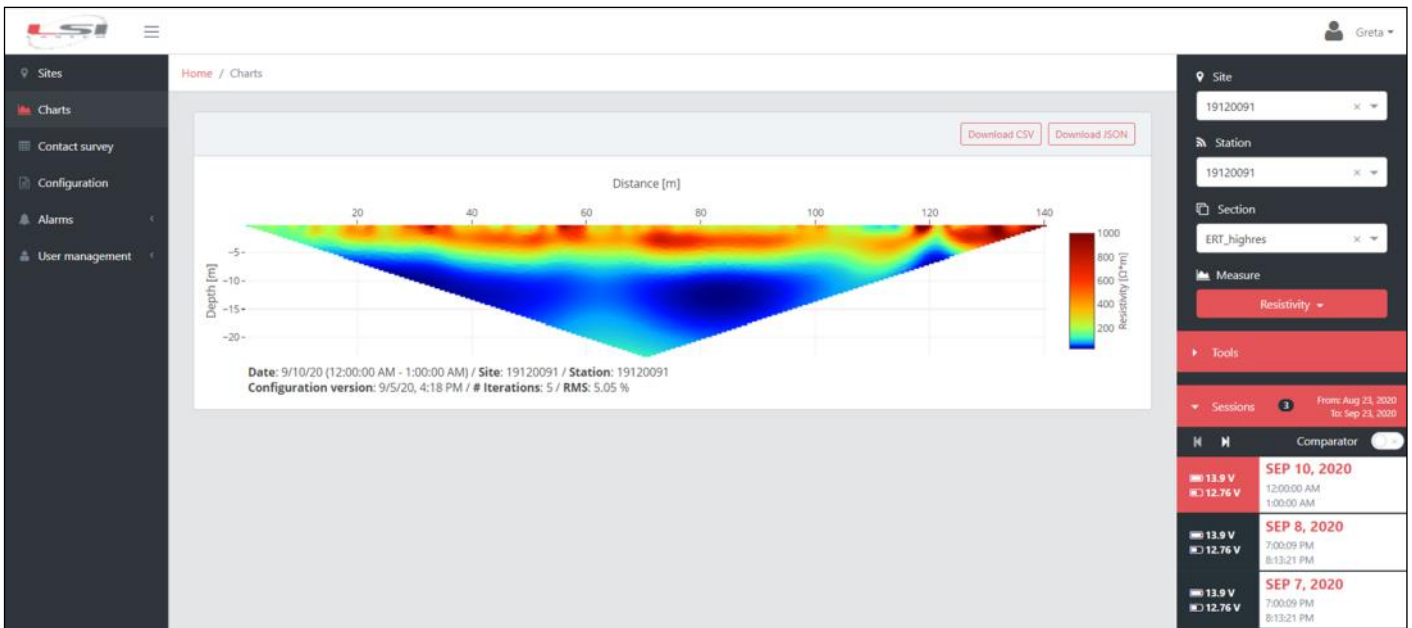 LSI
LASTEM
Greta
Sites
Charts
Contact survey
Configuration
Alarms
User management
Home / Charts
Download CSV
Download JSON
Distance [m]
20 40 60 80 100 120 140
Depth [m]
−5
−10
−15
−20
1000
800
600
400
200
Resistivity [Ω*m]
Date: 9/10/20 (12:00:00 AM - 1:00:00 AM) / Site: 19120091 / Station: 19120091
Configuration version: 9/5/20, 4:18 PM / # Iterations: 5 / RMS: 5.05 %
Site
19120091
Station
19120091
Section
ERT_highres
Measure
Resistivity
Tools
Sessions 3 From: Aug 23, 2020
To: Sep 23, 2020
Comparator
13.9 V
12.76 V
SEP 10, 2020
12:00:00 AM
1:00:00 AM
13.9 V
12.76 V
SEP 8, 2020
7:00:09 PM
8:13:21 PM
13.9 V
12.76 V
SEP 7, 2020
7:00:09 PM
8:13:21 PM